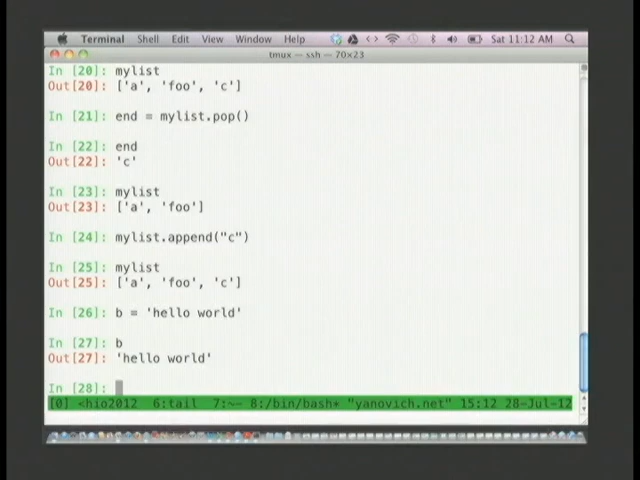 Terminal Shell Edit View Window Help Sat 11:12 AM
tmux — ssh — 70×23
In [20]: mylist
Out[20]: ['a', 'foo', 'c']
In [21]: end = mylist.pop()
In [22]: end
Out[22]: 'c'
In [23]: mylist
Out[23]: ['a', 'foo']
In [24]: mylist.append("c")
In [25]: mylist
Out[25]: ['a', 'foo', 'c']
In [26]: b = 'hello world'
In [27]: b
Out[27]: 'hello world'
In [28]:
[0] <hio2012 6:tail 7:~- 8:/bin/bash* "yanovich.net" 15:12 28-Jul-12